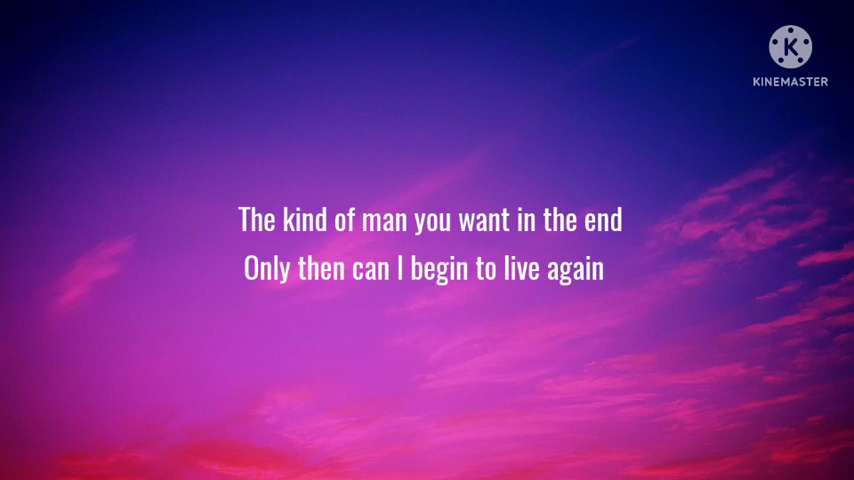 KINEMASTER
The kind of man you want in the end
Only then can I begin to live again